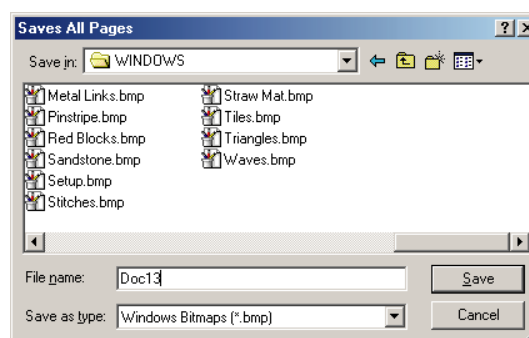 Saves All Pages
Save in: WINDOWS
Metal Links.bmp Straw Mat.bmp
Pinstripe.bmp Tiles.bmp
Red Blocks.bmp Triangles.bmp
Sandstone.bmp Waves.bmp
Setup.bmp
Stitches.bmp
File name: Doc13 Save
Save as type: Windows Bitmaps (*.bmp) Cancel